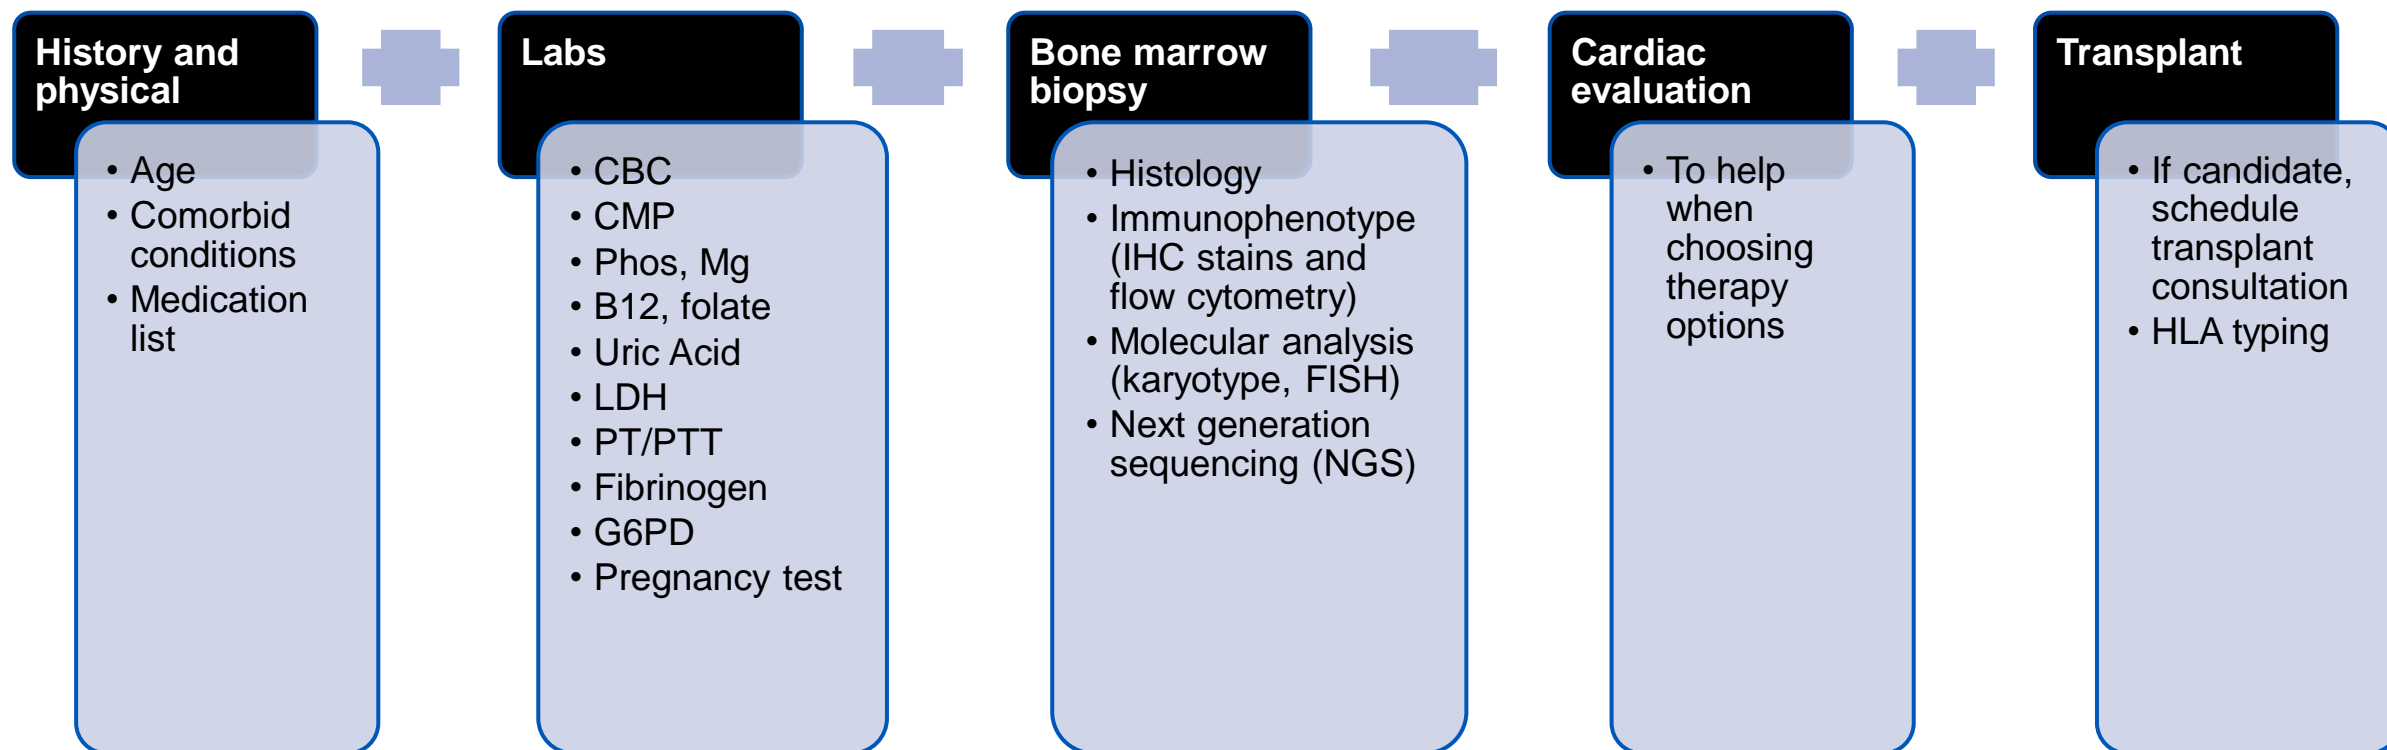 History and
physical
• Age
• Comorbid
conditions
• Medication
list
Labs
• CBC
• CMP
• Phos, Mg
• B12, folate
• Uric Acid
• LDH
• PT/PTT
• Fibrinogen
• G6PD
• Pregnancy test
Bone marrow
biopsy
• Histology
• Immunophenotype
(IHC stains and
flow cytometry)
• Molecular analysis
(karyotype, FISH)
• Next generation
sequencing (NGS)
Cardiac
evaluation
• To help
when
choosing
therapy
options
Transplant
• If candidate,
schedule
transplant
consultation
• HLA typing